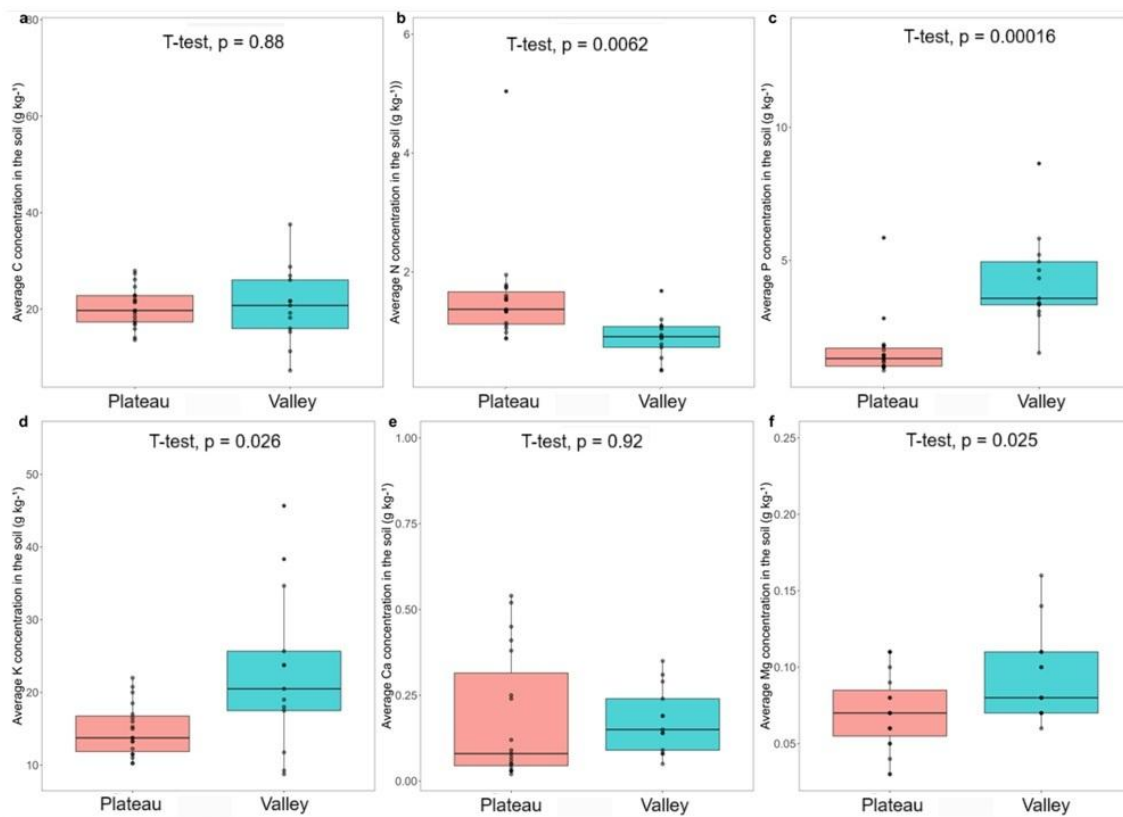 a
T-test, p = 0.88
Average C concentration in the soil (g kg-¹)
80
60
40
20
Plateau Valley
b
T-test, p = 0.0062
Average N concentration in the soil (g kg-¹))
6
4
2
Plateau Valley
c
T-test, p = 0.00016
Average P concentration in the soil (g kg-¹)
10
5
Plateau Valley
d
T-test, p = 0.026
Average K concentration in the soil (g kg-¹)
50
40
30
20
10
Plateau Valley
e
T-test, p = 0.92
Average Ca concentration in the soil (g kg-¹)
1.00
0.75
0.50
0.25
0.00
Plateau Valley
f
T-test, p = 0.025
Average Mg concentration in the soil (g kg-¹)
0.25
0.20
0.15
0.10
0.05
Plateau Valley